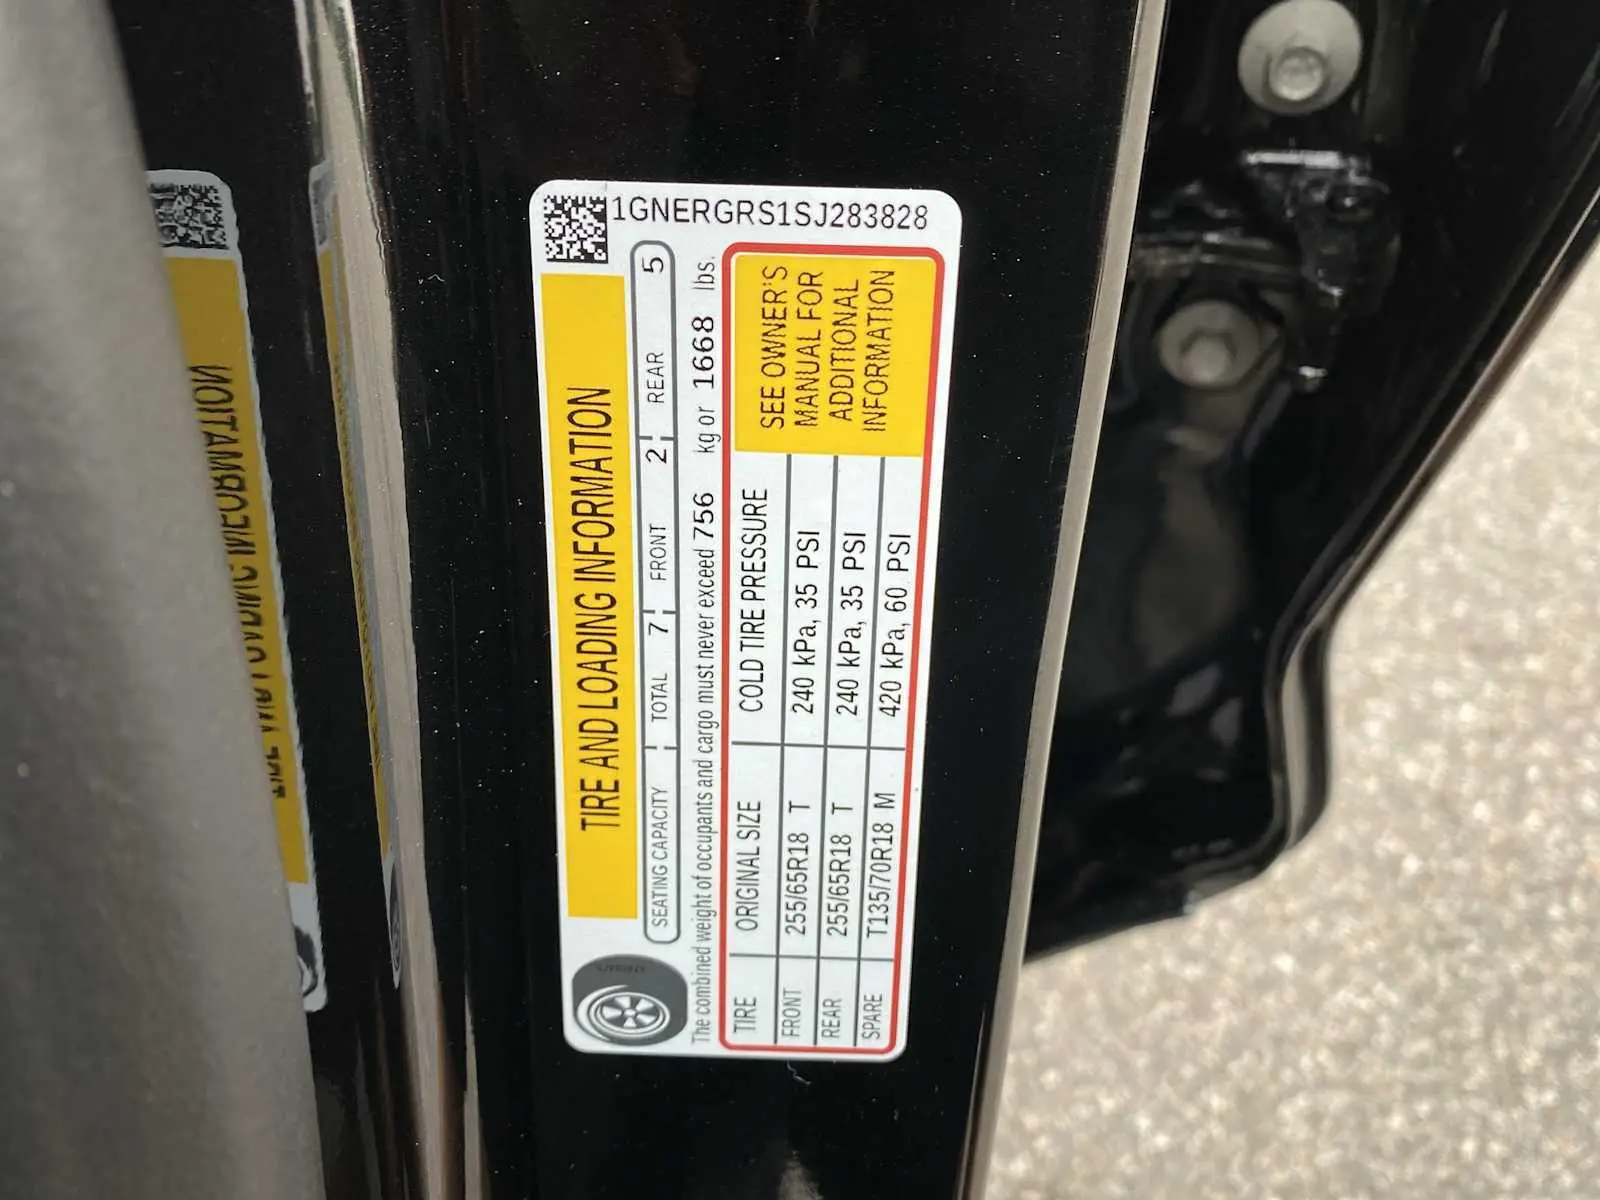 1GNERGRS1SJ283828
TIRE AND LOADING INFORMATION
SEATING CAPACITY TOTAL 7 FRONT 2 REAR 5
The combined weight of occupants and cargo must never exceed 756 kg or 1668 lbs.
TIRE ORIGINAL SIZE COLD TIRE PRESSURE
FRONT 255/65R18 T 240 kPa, 35 PSI
REAR 255/65R18 T 240 kPa, 35 PSI
SPARE T135/70R18 M 420 kPa, 60 PSI
SEE OWNER'S
MANUAL FOR
ADDITIONAL
INFORMATION